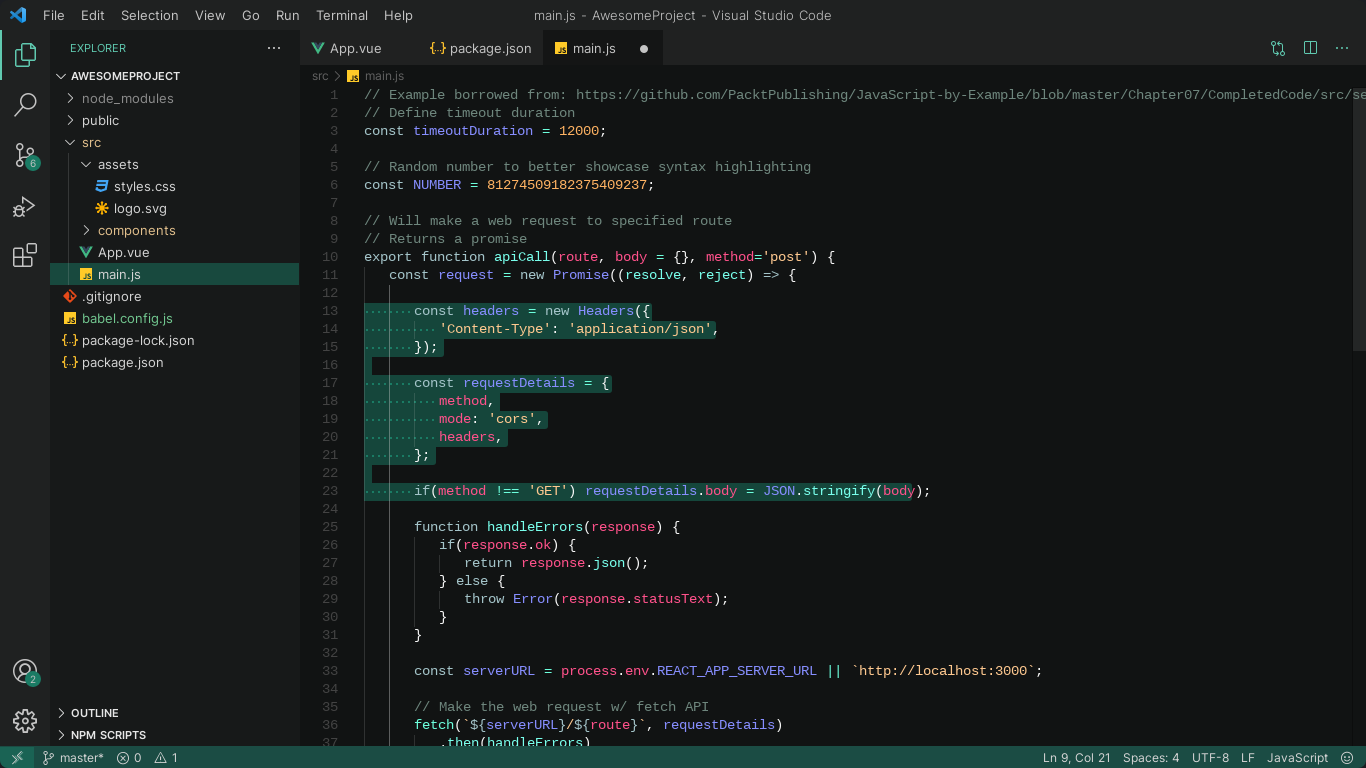 File Edit Selection View Go Run Terminal Help
main.js - AwesomeProject - Visual Studio Code
EXPLORER
AWESOMEPROJECT
node_modules
public
src
assets
styles.css
logo.svg
components
App.vue
main.js
.gitignore
babel.config.js
package-lock.json
package.json
OUTLINE
NPM SCRIPTS
6
2
App.vue package.json main.js
src main.js
1 // Example borrowed from: https://github.com/PacktPublishing/JavaScript-by-Example/blob/master/Chapter07/CompletedCode/src/se
2 // Define timeout duration
3 const timeoutDuration = 12000;
4
5 // Random number to better showcase syntax highlighting
6 const NUMBER = 81274509182375409237;
7
8 // Will make a web request to specified route
9 // Returns a promise
10 export function apiCall(route, body = {}, method='post') {
11 const request = new Promise((resolve, reject) => {
12
13 const headers = new Headers({
14 'Content-Type': 'application/json',
15 });
16
17 const requestDetails = {
18 method,
19 mode: 'cors',
20 headers,
21 };
22
23 if(method !== 'GET') requestDetails.body = JSON.stringify(body);
24
25 function handleErrors(response) {
26 if(response.ok) {
27 return response.json();
28 } else {
29 throw Error(response.statusText);
30 }
31 }
32
33 const serverURL = process.env.REACT_APP_SERVER_URL || `http://localhost:3000`;
34
35 // Make the web request w/ fetch API
36 fetch(`${serverURL}/${route}`, requestDetails)
37 .then(handleErrors)
master* 0 1
Ln 9, Col 21 Spaces: 4 UTF-8 LF JavaScript